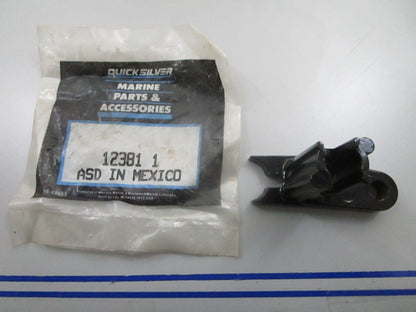 QUICKSILVER
MARINE
PARTS &
ACCESSORIES
12381 1
ASD IN MEXICO